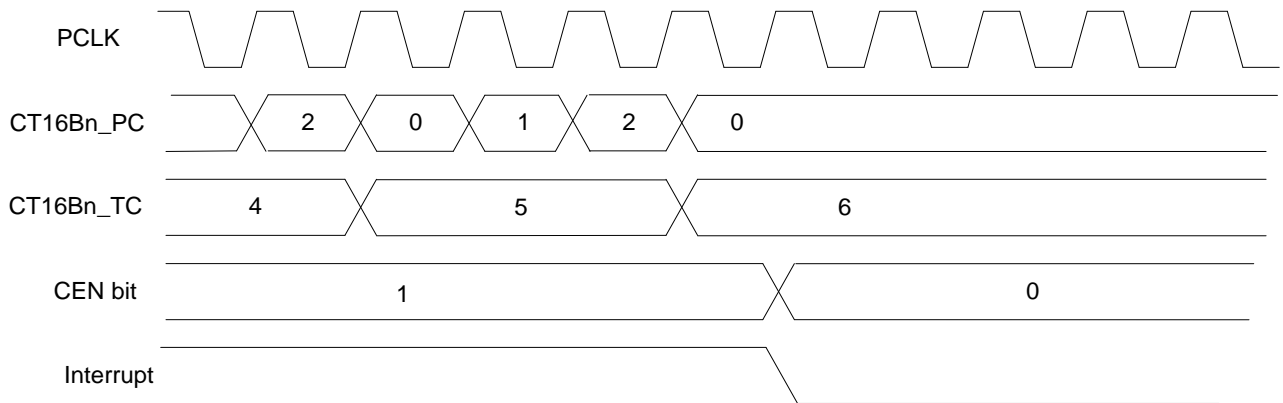 PCLK
CT16Bn_PC 2 0 1 2 0
CT16Bn_TC 4 5 6
CEN bit 1 0
Interrupt